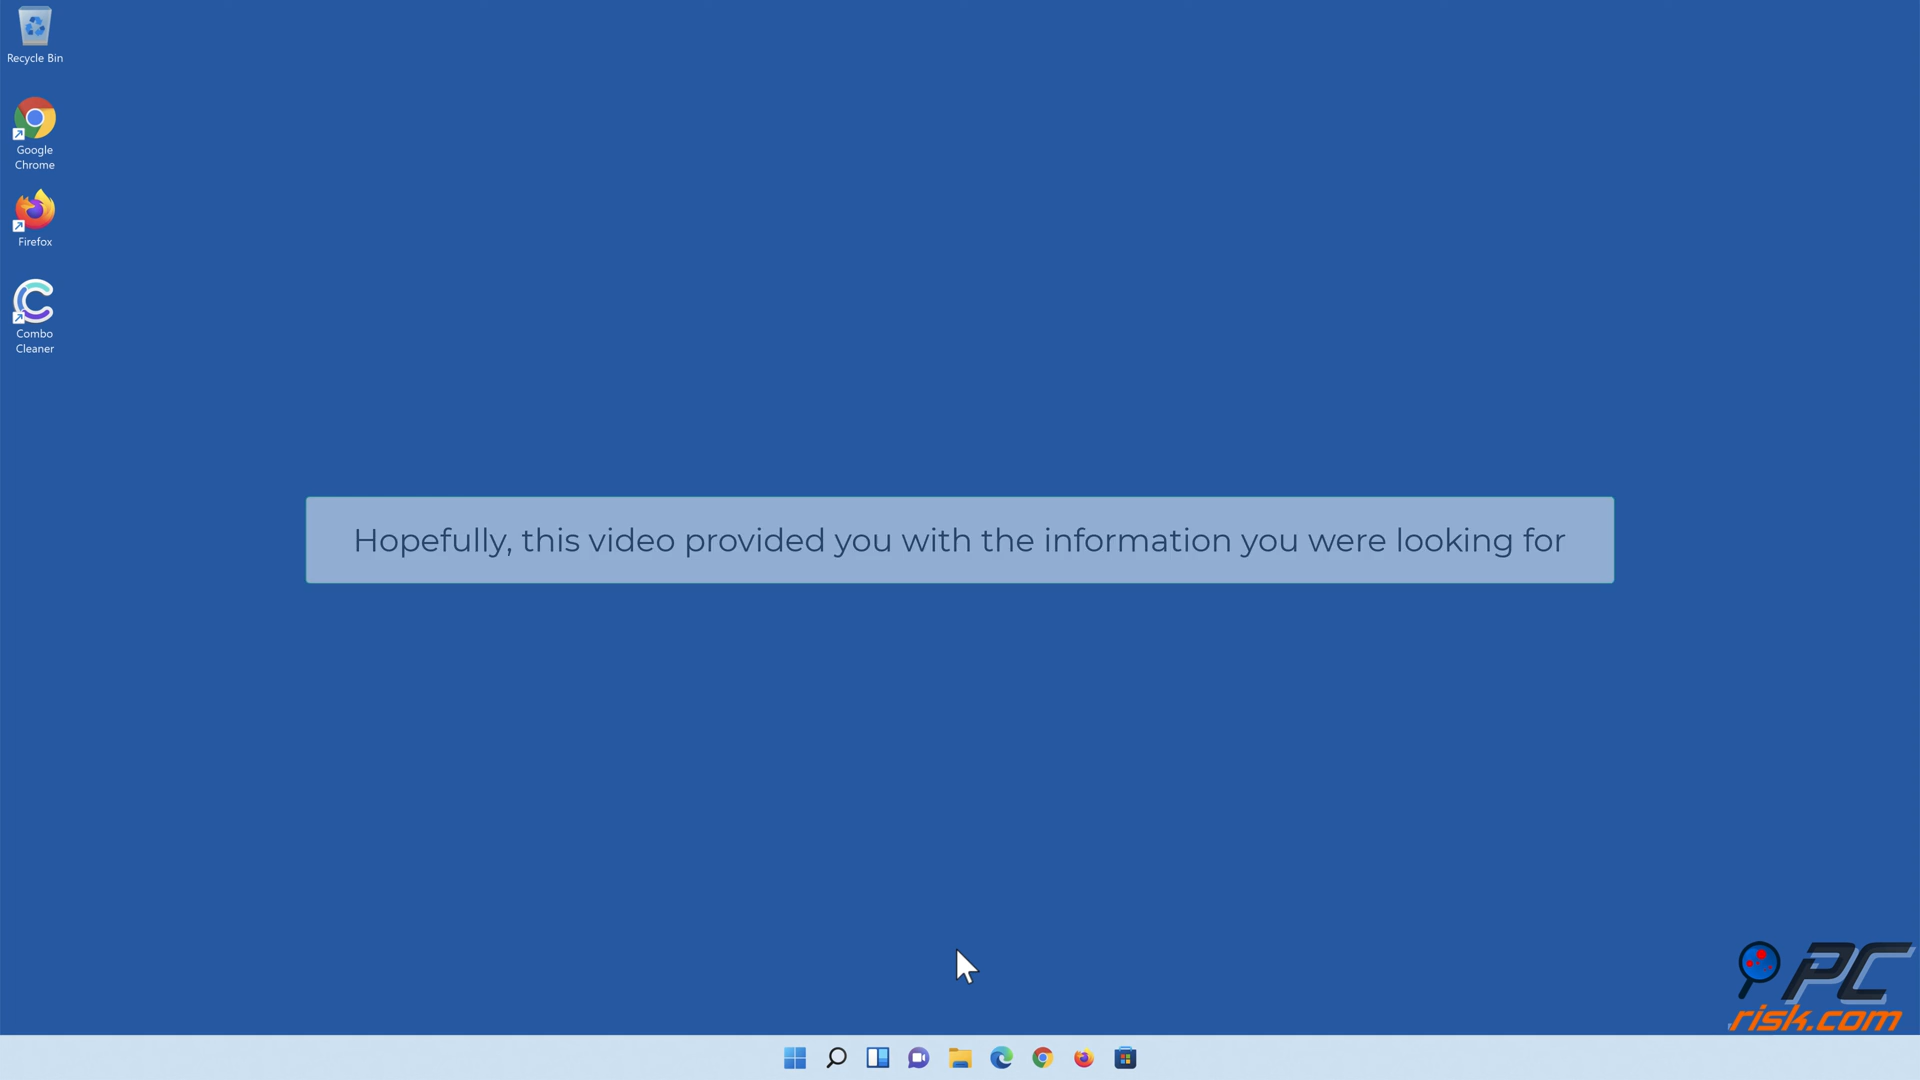 Recycle Bin
Google
Chrome
Firefox
Combo
Cleaner
Hopefully, this video provided you with the information you were looking for
PC
risk.com